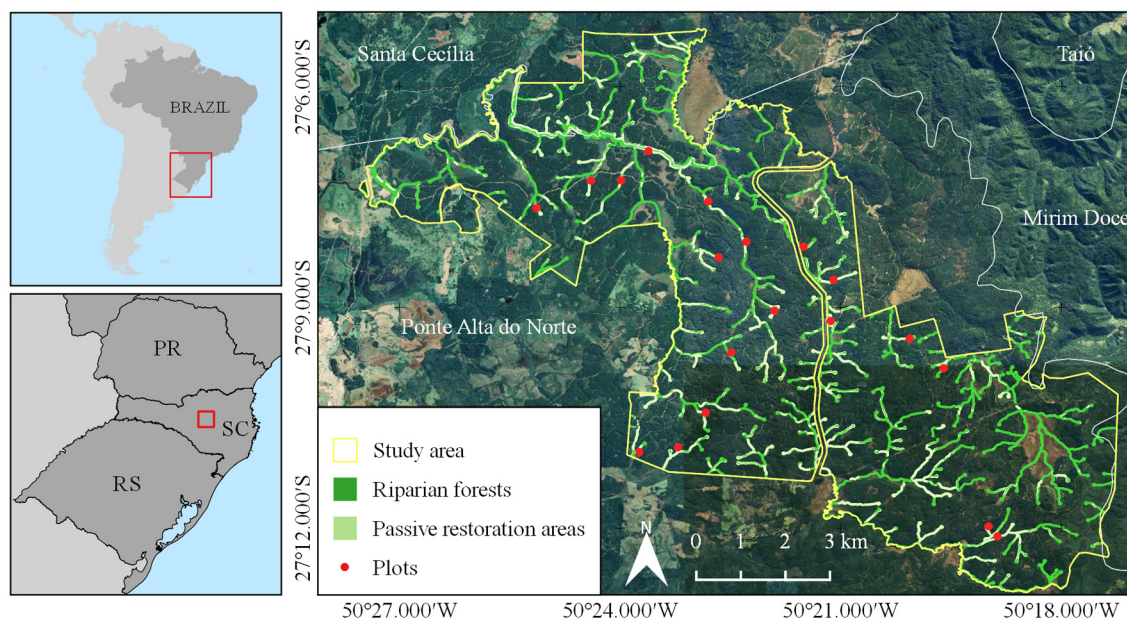 BRAZIL
PR
SC
RS
Santa Cecília
Taió
Mirim Doce
Ponte Alta do Norte
27°6.000'S
27°9.000'S
27°12.000'S
Study area
Riparian forests
Passive restoration areas
Plots
N
0 1 2 3 km
50°27.000'W 50°24.000'W 50°21.000'W 50°18.000'W